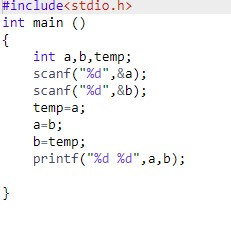 #include<stdio.h>
int main ()
{
    int a,b,temp;
    scanf("%d",&a);
    scanf("%d",&b);
    temp=a;
    a=b;
    b=temp;
    printf("%d %d",a,b);
}